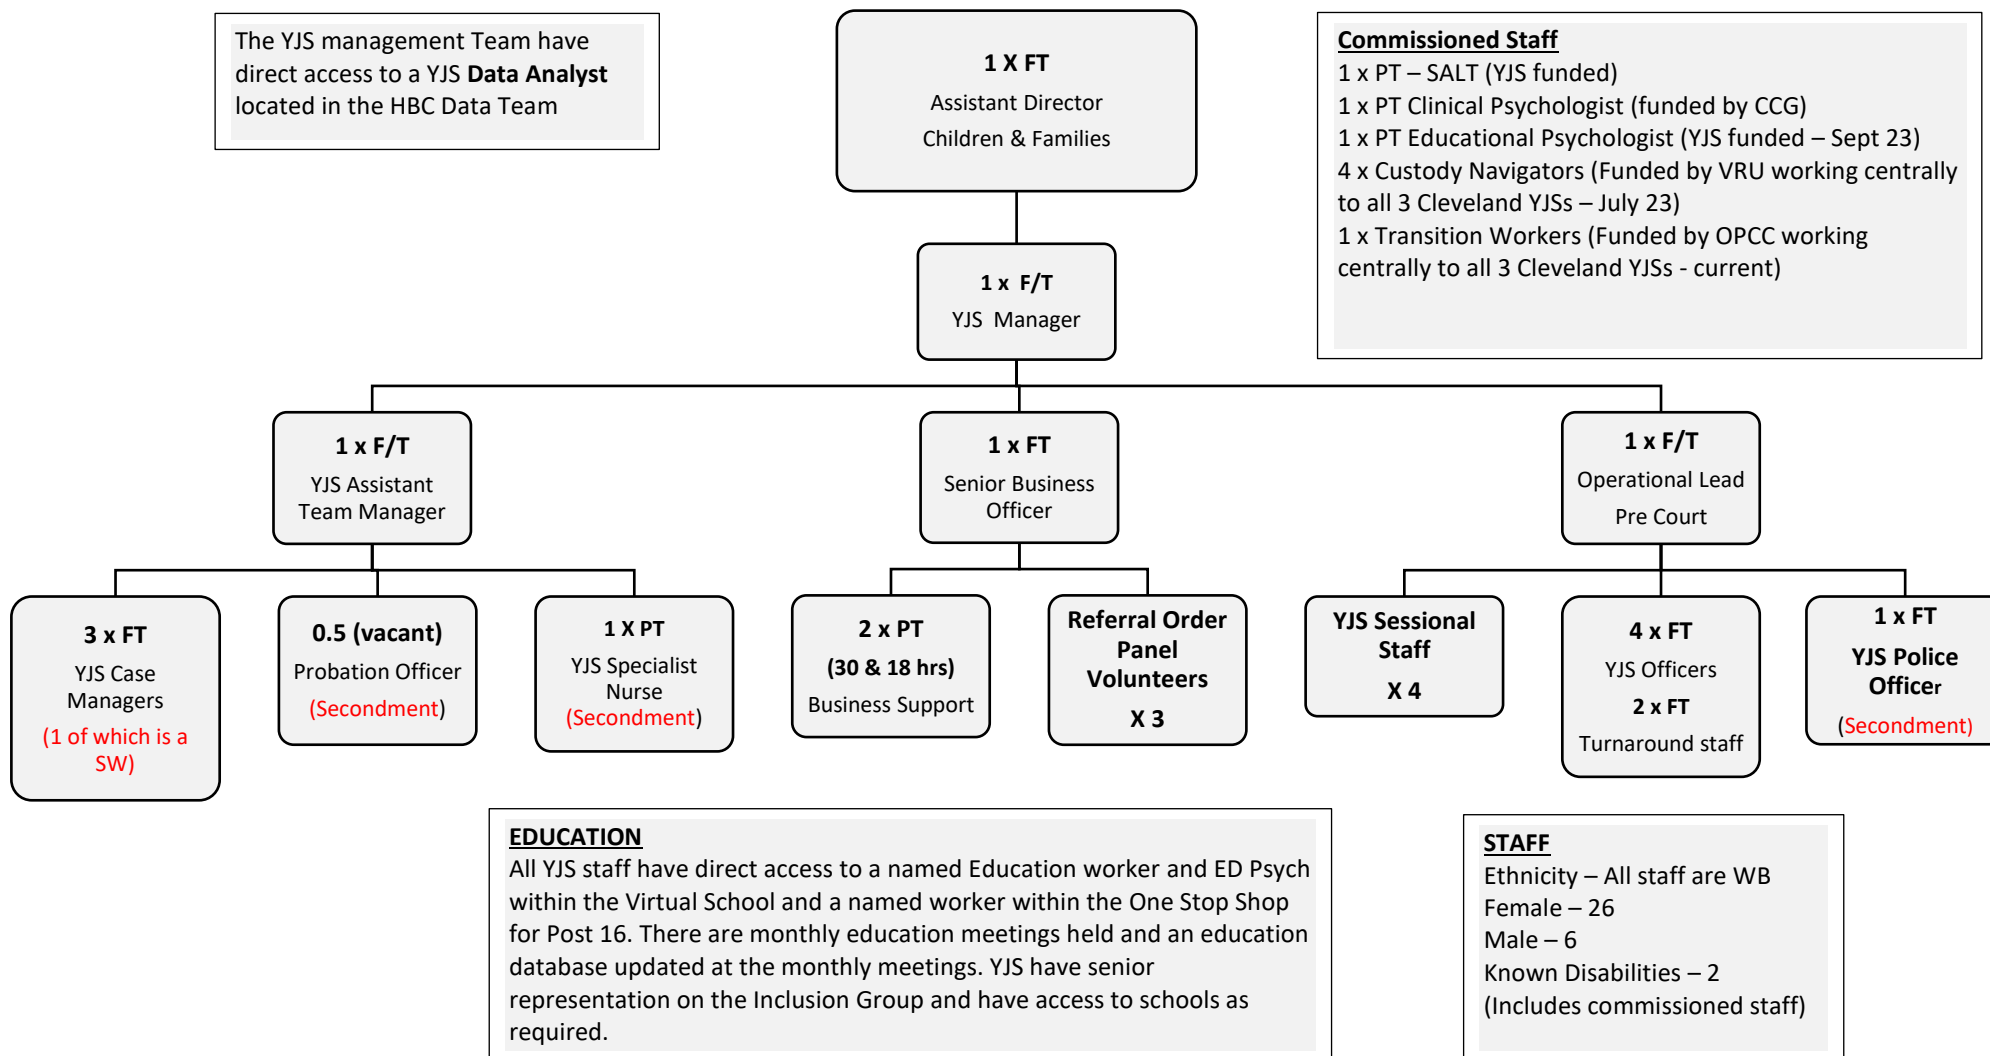 The YJS management Team have
direct access to a YJS Data Analyst
located in the HBC Data Team
1 X FT
Assistant Director
Children & Families
Commissioned Staff
1 x PT – SALT (YJS funded)
1 x PT Clinical Psychologist (funded by CCG)
1 x PT Educational Psychologist (YJS funded – Sept 23)
4 x Custody Navigators (Funded by VRU working centrally
to all 3 Cleveland YJSs – July 23)
1 x Transition Workers (Funded by OPCC working
centrally to all 3 Cleveland YJSs - current)
1 x F/T
YJS Manager
1 x F/T
YJS Assistant
Team Manager
1 x FT
Senior Business
Officer
1 x F/T
Operational Lead
Pre Court
3 x FT
YJS Case
Managers
(1 of which is a
SW)
0.5 (vacant)
Probation Officer
(Secondment)
1 X PT
YJS Specialist
Nurse
(Secondment)
2 x PT
(30 & 18 hrs)
Business Support
Referral Order
Panel
Volunteers
X 3
YJS Sessional
Staff
X 4
4 x FT
YJS Officers
2 x FT
Turnaround staff
1 x FT
YJS Police
Officer
(Secondment)
EDUCATION
All YJS staff have direct access to a named Education worker and ED Psych
within the Virtual School and a named worker within the One Stop Shop
for Post 16. There are monthly education meetings held and an education
database updated at the monthly meetings. YJS have senior
representation on the Inclusion Group and have access to schools as
required.
STAFF
Ethnicity – All staff are WB
Female – 26
Male – 6
Known Disabilities – 2
(Includes commissioned staff)